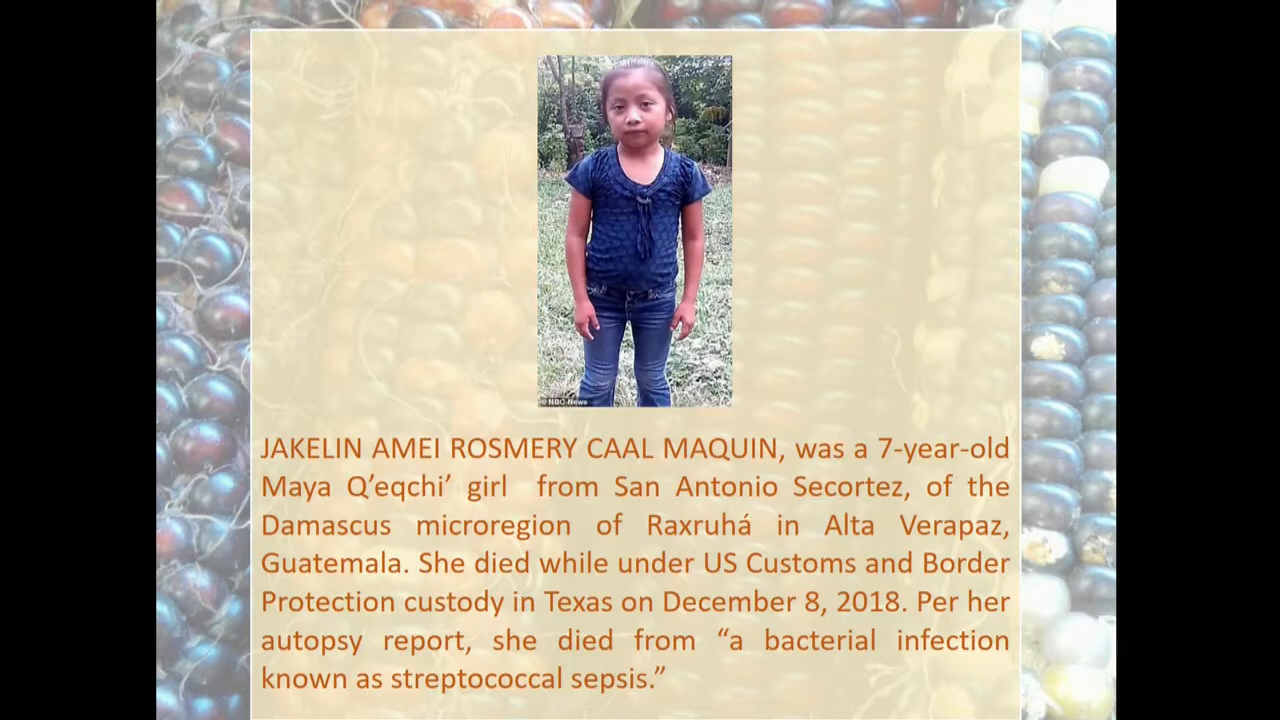 © NBC News
JAKELIN AMEI ROSMERY CAAL MAQUIN, was a 7-year-old
Maya Q’eqchi’ girl from San Antonio Secortez, of the
Damascus microregion of Raxruhá in Alta Verapaz,
Guatemala. She died while under US Customs and Border
Protection custody in Texas on December 8, 2018. Per her
autopsy report, she died from “a bacterial infection
known as streptococcal sepsis.”